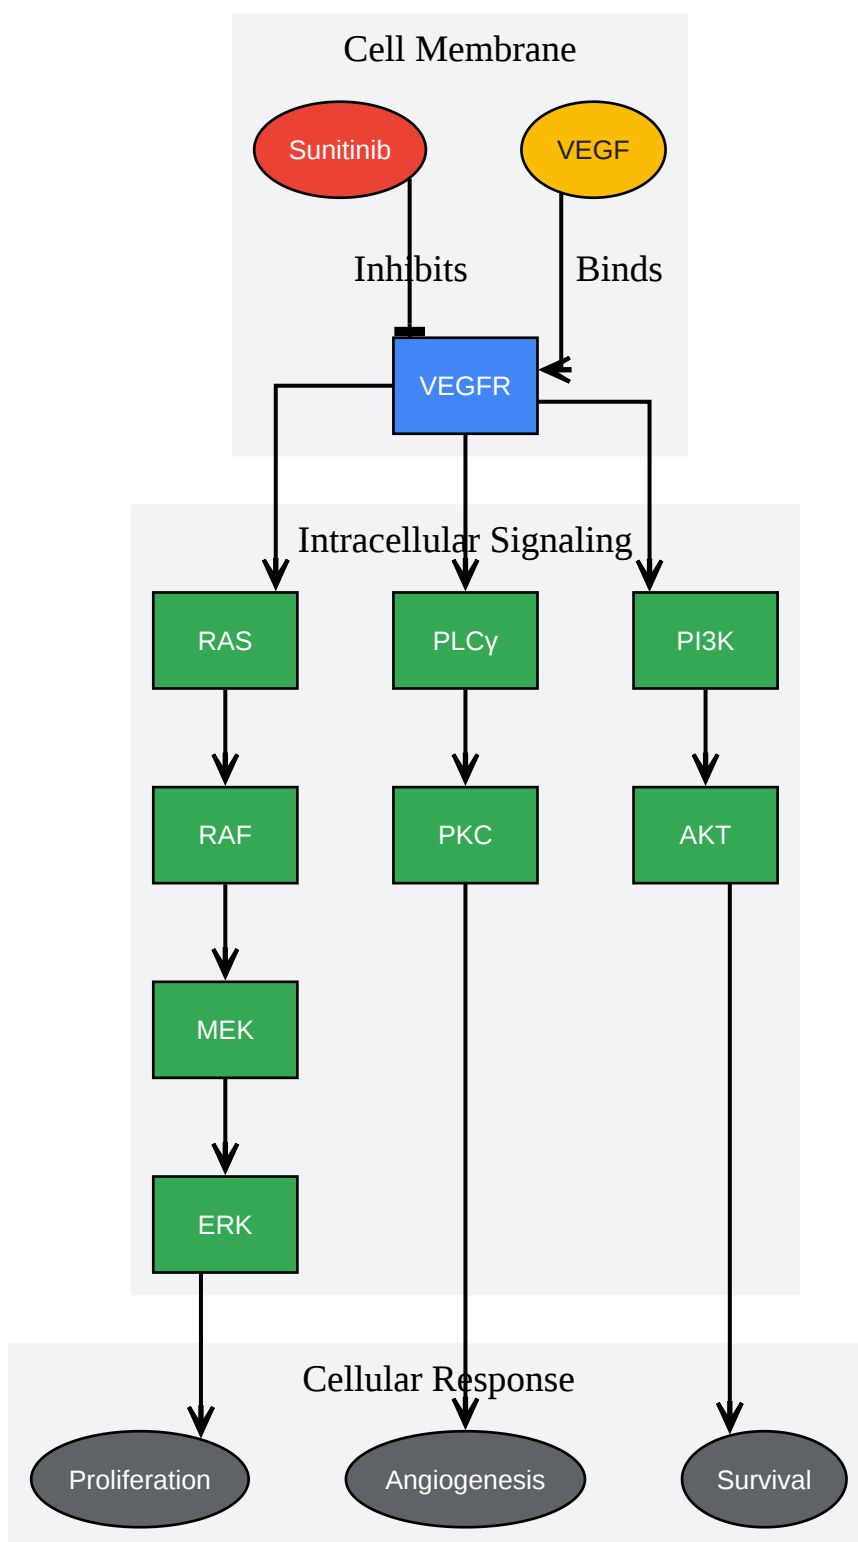 Cell Membrane
Sunitinib
VEGF
Inhibits
Binds
VEGFR
Intracellular Signaling
RAS
PLCγ
PI3K
RAF
PKC
AKT
MEK
ERK
Cellular Response
Proliferation
Angiogenesis
Survival